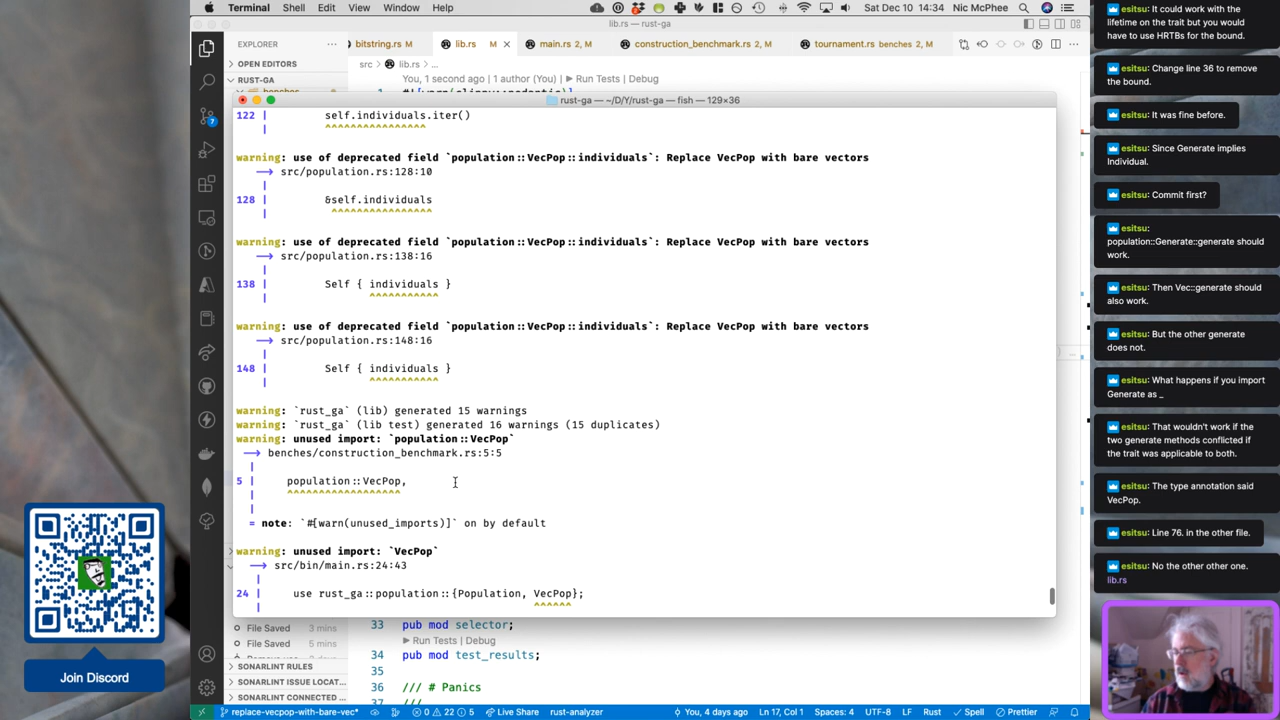 Terminal Shell Edit View Window Help
Sat Dec 10 14:34 Nic McPhee
lib.rs — rust-ga
EXPLORER
OPEN EDITORS
RUST-GA
benches
bitstring.rs M
lib.rs M
main.rs 2, M
construction_benchmark.rs 2, M
tournament.rs benches 2, M
src > lib.rs > ...
You, 1 second ago | 1 author (You) | ▶ Run Tests | Debug
rust-ga — ~/D/Y/rust-ga — fish — 129×36
122 | self.individuals.iter()
| ^^^^^^^^^^^^^^^^
warning: use of deprecated field `population::VecPop::individuals`: Replace VecPop with bare vectors
--> src/population.rs:128:10
|
128 | &self.individuals
| ^^^^^^^^^^^^^^^^
warning: use of deprecated field `population::VecPop::individuals`: Replace VecPop with bare vectors
--> src/population.rs:138:16
|
138 | Self { individuals }
| ^^^^^^^^^^^
warning: use of deprecated field `population::VecPop::individuals`: Replace VecPop with bare vectors
--> src/population.rs:148:16
|
148 | Self { individuals }
| ^^^^^^^^^^^
warning: `rust_ga` (lib) generated 15 warnings
warning: `rust_ga` (lib test) generated 16 warnings (15 duplicates)
warning: unused import: `population::VecPop`
--> benches/construction_benchmark.rs:5:5
|
5 | population::VecPop,
| ^^^^^^^^^^^^^^^^^^
|
= note: `#[warn(unused_imports)]` on by default
warning: unused import: `VecPop`
--> src/bin/main.rs:24:43
|
24 | use rust_ga::population::{Population, VecPop};
| ^^^^^^
File Saved 3 mins
File Saved 5 mins
SONARLINT RULES
SONARLINT ISSUE LOCAT...
SONARLINT CONNECTED ...
33 pub mod selector;
▶ Run Tests | Debug
34 pub mod test_results;
35
36 /// # Panics
replace-vecpop-with-bare-vec* 0 22 5 Live Share rust-analyzer You, 4 days ago Ln 17, Col 1 Spaces: 4 UTF-8 LF Rust Spell Prettier
Join Discord
esitsu: It could work with the
lifetime on the trait but you would
have to use HRTBs for the bound.
esitsu: Change line 36 to remove
the bound.
esitsu: It was fine before.
esitsu: Since Generate implies
Individual.
esitsu: Commit first?
esitsu:
population::Generate::generate should
work.
esitsu: Then Vec::generate should
also work.
esitsu: But the other generate
does not.
esitsu: What happens if you import
Generate as _
esitsu: That wouldn't work if the
two generate methods conflicted
if the trait was applicable to both.
esitsu: The type annotation said
VecPop.
esitsu: Line 76. in the other file.
esitsu: No the other other one.
lib.rs